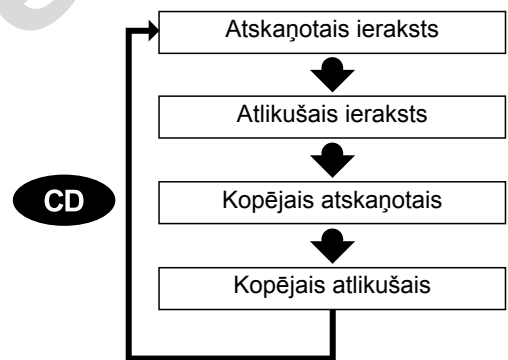 Atskaņotais ieraksts
Atlikušais ieraksts
CD
Kopējais atskaņotais
Kopējais atlikušais